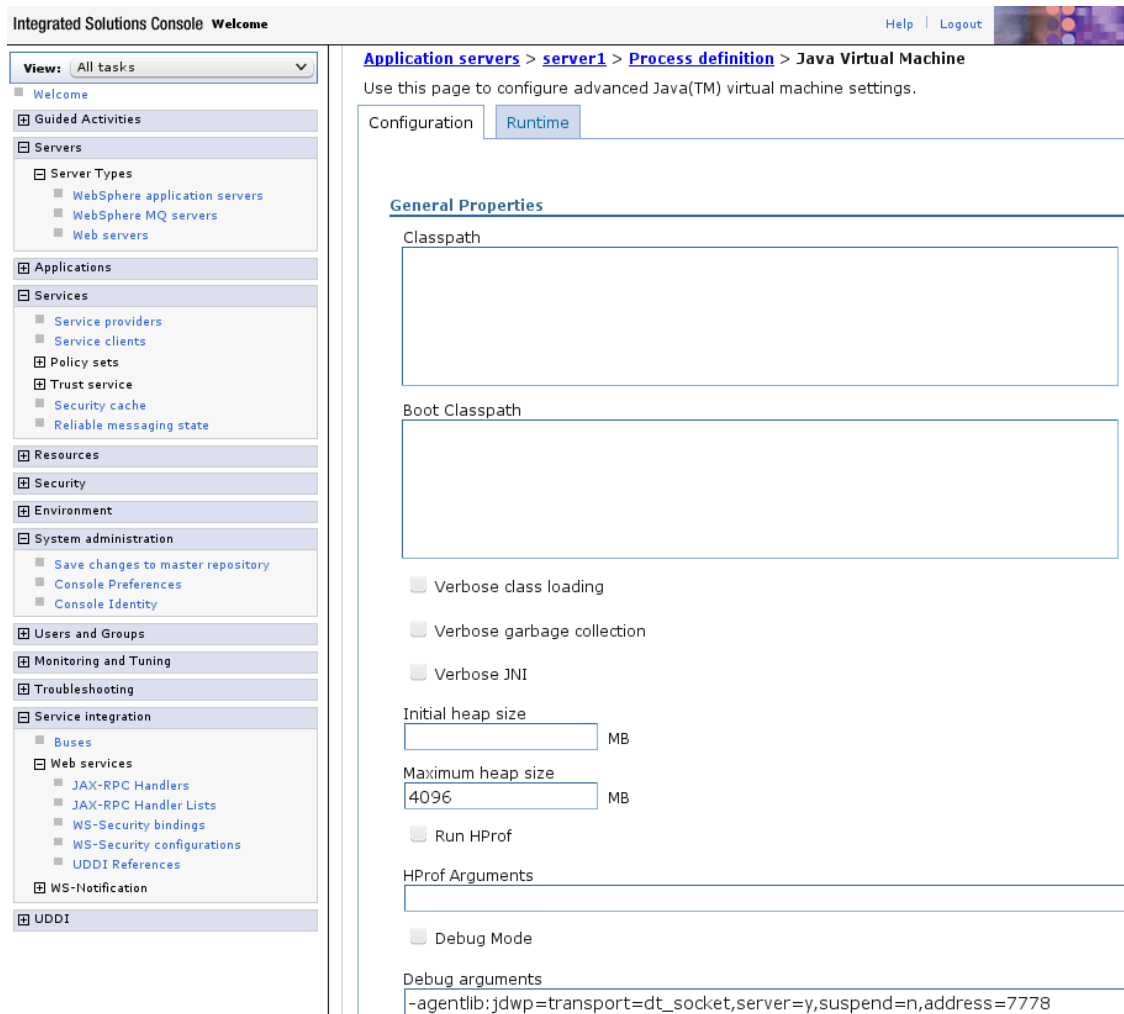 Integrated Solutions Console Welcome
Help | Logout
View: All tasks
Welcome
Guided Activities
Servers
Server Types
WebSphere application servers
WebSphere MQ servers
Web servers
Applications
Services
Service providers
Service clients
Policy sets
Trust service
Security cache
Reliable messaging state
Resources
Security
Environment
System administration
Save changes to master repository
Console Preferences
Console Identity
Users and Groups
Monitoring and Tuning
Troubleshooting
Service integration
Buses
Web services
JAX-RPC Handlers
JAX-RPC Handler Lists
WS-Security bindings
WS-Security configurations
UDDI References
WS-Notification
UDDI
Application servers > server1 > Process definition > Java Virtual Machine
Use this page to configure advanced Java(TM) virtual machine settings.
Configuration Runtime
General Properties
Classpath
Boot Classpath
Verbose class loading
Verbose garbage collection
Verbose JNI
Initial heap size
MB
Maximum heap size
4096 MB
Run HProf
HProf Arguments
Debug Mode
Debug arguments
-agentlib:jdwp=transport=dt_socket,server=y,suspend=n,address=7778